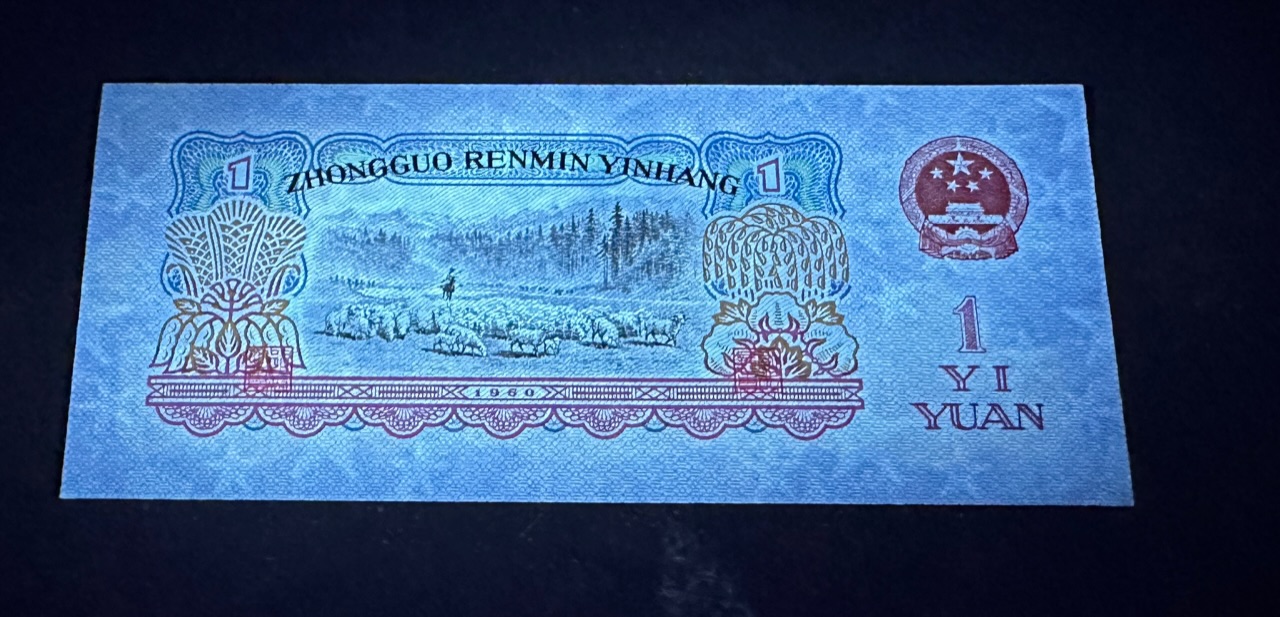 1 ZHONGGUO RENMIN YINHANG 1
1
YI
YUAN
1960